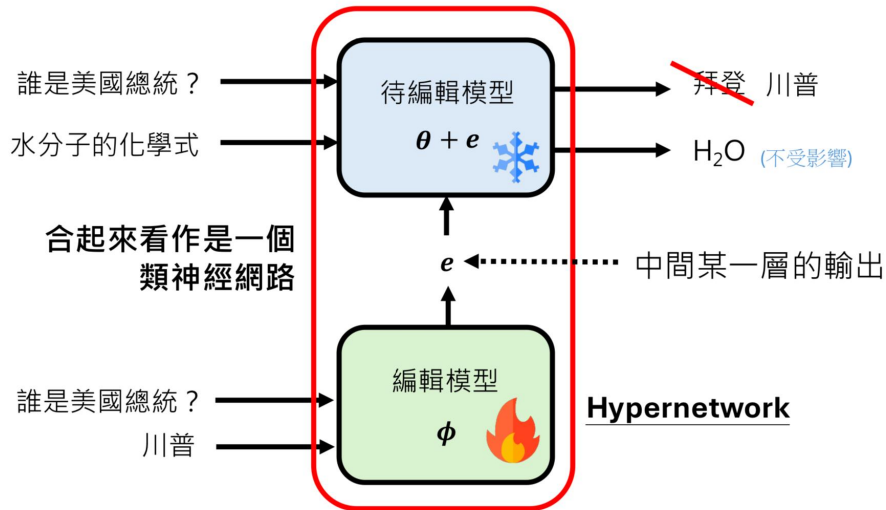 誰是美國總統？
水分子的化學式
待編輯模型
θ + e
拜登 川普
H₂O (不受影響)
合起來看作是一個
類神經網路
e
中間某一層的輸出
誰是美國總統？
川普
編輯模型
ϕ
Hypernetwork